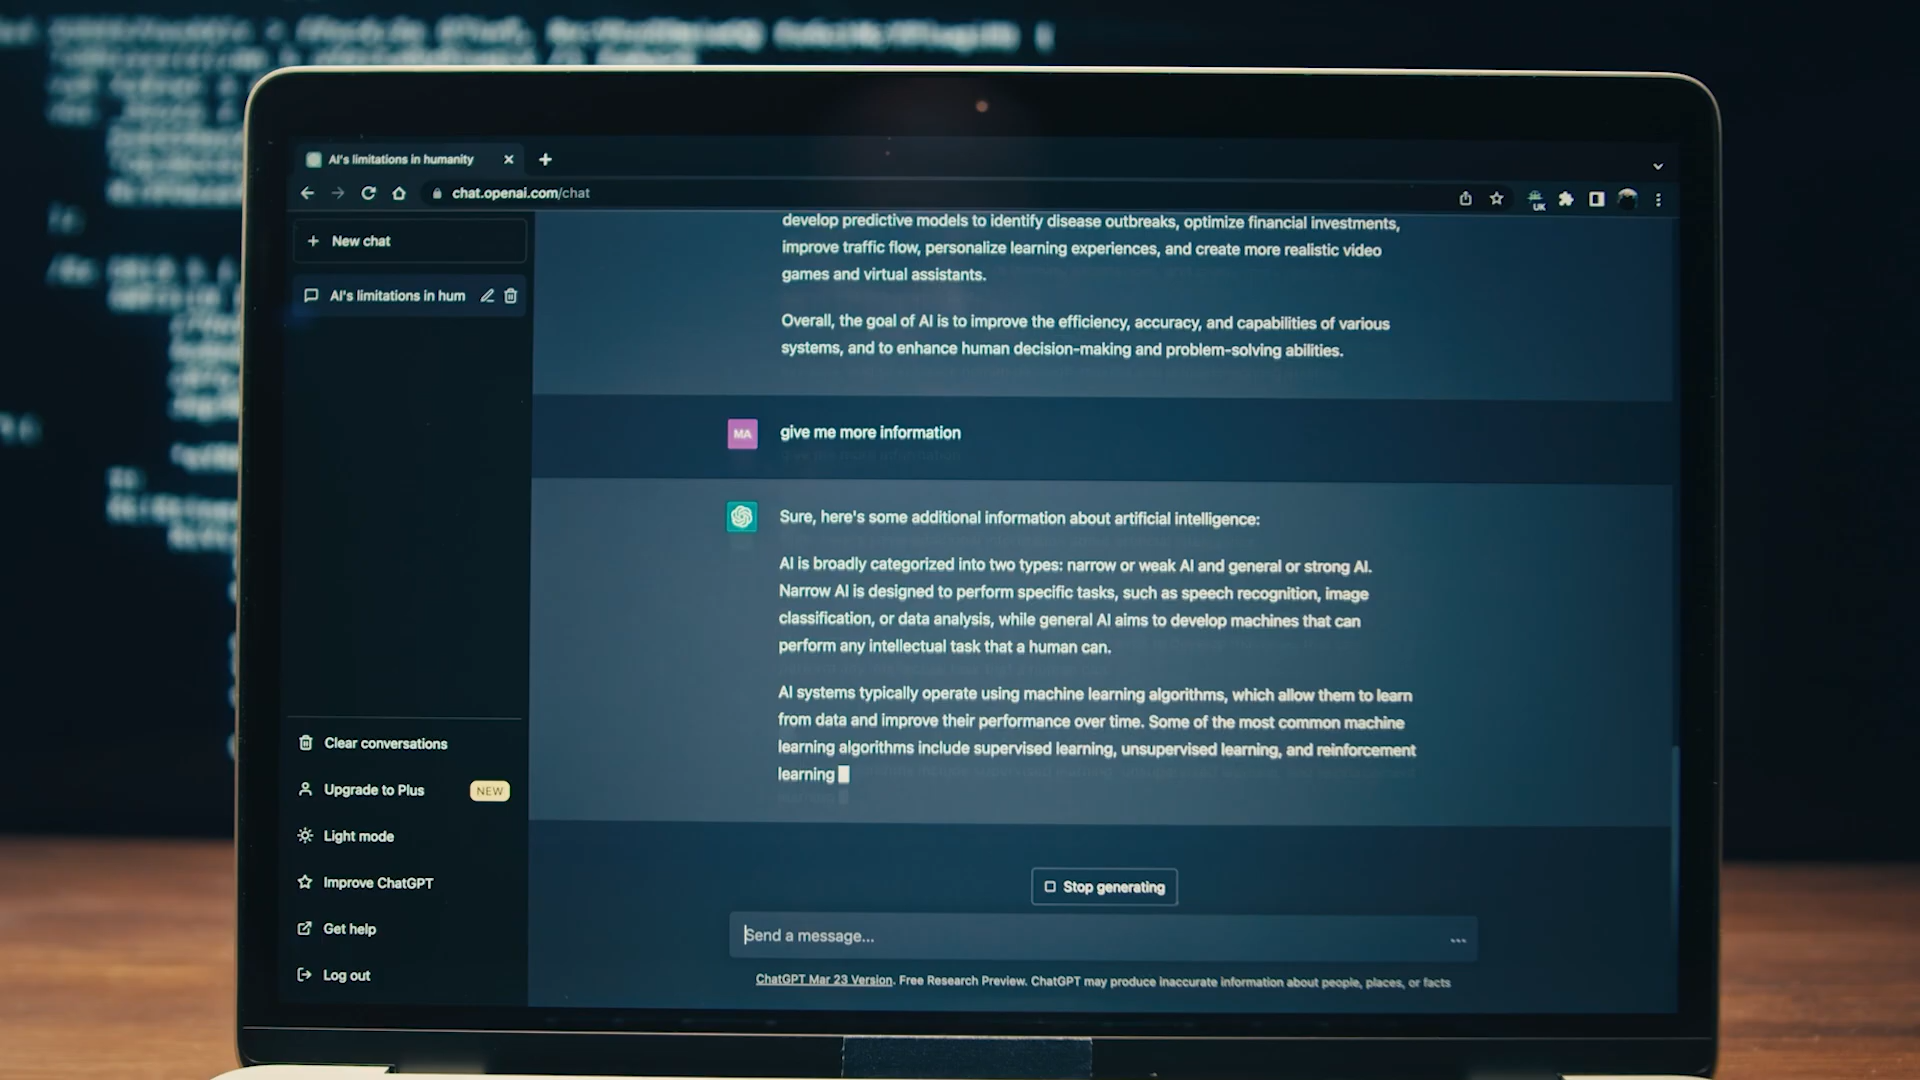 AI's limitations in humanity
chat.openai.com/chat
UK
New chat
AI's limitations in hum
develop predictive models to identify disease outbreaks, optimize financial investments,
improve traffic flow, personalize learning experiences, and create more realistic video
games and virtual assistants.
Overall, the goal of AI is to improve the efficiency, accuracy, and capabilities of various
systems, and to enhance human decision-making and problem-solving abilities.
MA
give me more information
Sure, here's some additional information about artificial intelligence:
AI is broadly categorized into two types: narrow or weak AI and general or strong AI.
Narrow AI is designed to perform specific tasks, such as speech recognition, image
classification, or data analysis, while general AI aims to develop machines that can
perform any intellectual task that a human can.
AI systems typically operate using machine learning algorithms, which allow them to learn
from data and improve their performance over time. Some of the most common machine
learning algorithms include supervised learning, unsupervised learning, and reinforcement
learning
Clear conversations
Upgrade to Plus NEW
Light mode
Improve ChatGPT
Get help
Log out
Stop generating
Send a message...
ChatGPT Mar 23 Version. Free Research Preview. ChatGPT may produce inaccurate information about people, places, or facts